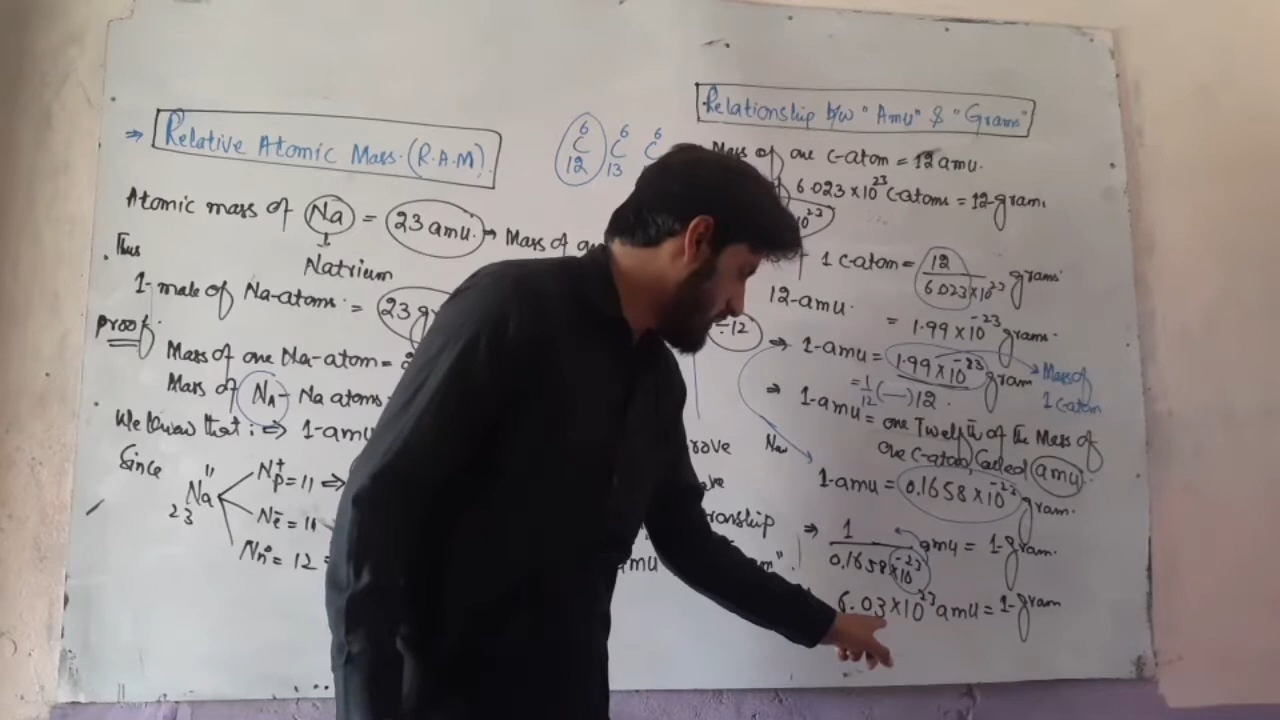 Relative Atomic Mass. (R.A.M).
Atomic mass of Na = 23 amu. → Mass of
Natrium
Thus
1-mole of Na-atoms = 23
proof.
Mass of one Na-atom =
Mass of NA - Na atoms
We know that: ⇒ 1-amu
Since
23 Na 11
Np+ = 11 ⇒
Ne- = 11
Nn° = 12 =
6 6 6
C C C
12 13
Relationship b/w "Amu" & "Grams"
Mass of one C-atom = 12 amu.
6.023 × 10^23 C atoms = 12-gram.
10^23
1 C-atom = 12 / 6.023 × 10^23 grams
12-amu.
= 1.99 × 10^-23 grams.
÷12
⇒ 1-amu = 1.99 × 10^-23 gram → Mass of
1 C-atom
= 1/12 (—) 12.
⇒ 1-amu = one Twelfth of The Mass of
one C-atom, Called amu.
1-amu = 0.1658 × 10^-23 gram.
⇒ 1 / 0.1658 × 10^-23 amu = 1-gram.
6.03 × 10^23 amu = 1-gram